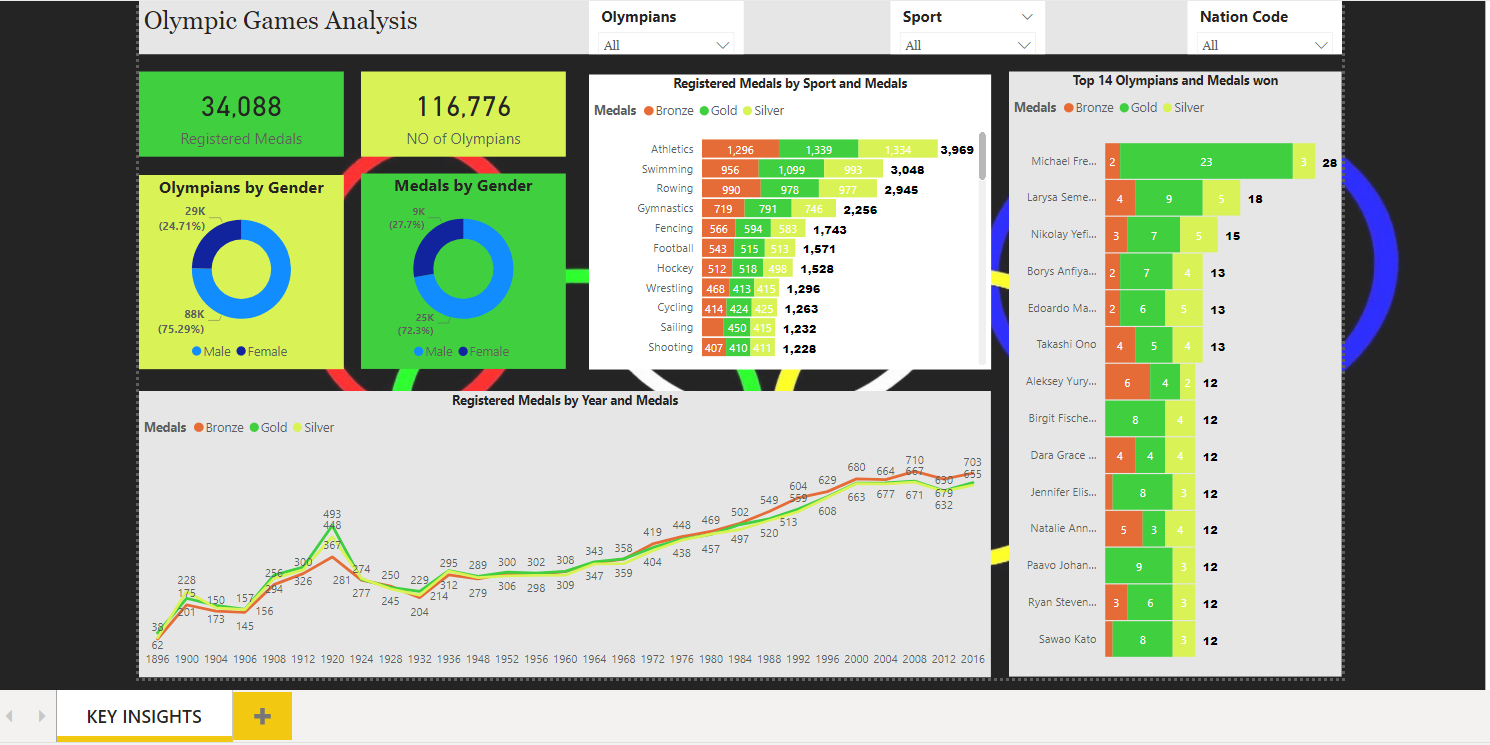 Olympic Games Analysis
Olympians
All
Sport
All
Nation Code
All
34,088
Registered Medals
116,776
NO of Olympians
Olympians by Gender
29K
(24.71%)
88K
(75.29%)
Male Female
Medals by Gender
9K
(27.7%)
25K
(72.3%)
Male Female
Registered Medals by Sport and Medals
Medals Bronze Gold Silver
Athletics 1,296 1,339 1,334 3,969
Swimming 956 1,099 993 3,048
Rowing 990 978 977 2,945
Gymnastics 719 791 746 2,256
Fencing 566 594 583 1,743
Football 543 515 513 1,571
Hockey 512 518 498 1,528
Wrestling 468 413 415 1,296
Cycling 414 424 425 1,263
Sailing 450 415 1,232
Shooting 407 410 411 1,228
Top 14 Olympians and Medals won
Medals Bronze Gold Silver
Michael Fre... 2 23 3 28
Larysa Seme... 4 9 5 18
Nikolay Yefi... 3 7 5 15
Borys Anfiya... 2 7 4 13
Edoardo Ma... 2 6 5 13
Takashi Ono 4 5 4 13
Aleksey Yury... 6 4 2 12
Birgit Fische... 8 4 12
Dara Grace ... 4 4 4 12
Jennifer Elis... 8 3 12
Natalie Ann... 5 3 4 12
Paavo Johan... 9 3 12
Ryan Steven... 3 6 3 12
Sawao Kato 8 3 12
Registered Medals by Year and Medals
Medals Bronze Gold Silver
38 228 175 150 157 256 300 493 448 367 274 250 229 295 289 300 302 308 343 358 419 448 469 502 549 604 559 629 680 664 710 667 630 703 655
62 201 173 145 156 294 326 281 277 245 204 214 312 279 306 298 309 347 359 404 438 457 497 520 513 608 663 677 671 679 632
1896 1900 1904 1906 1908 1912 1920 1924 1928 1932 1936 1948 1952 1956 1960 1964 1968 1972 1976 1980 1984 1988 1992 1996 2000 2004 2008 2012 2016
KEY INSIGHTS